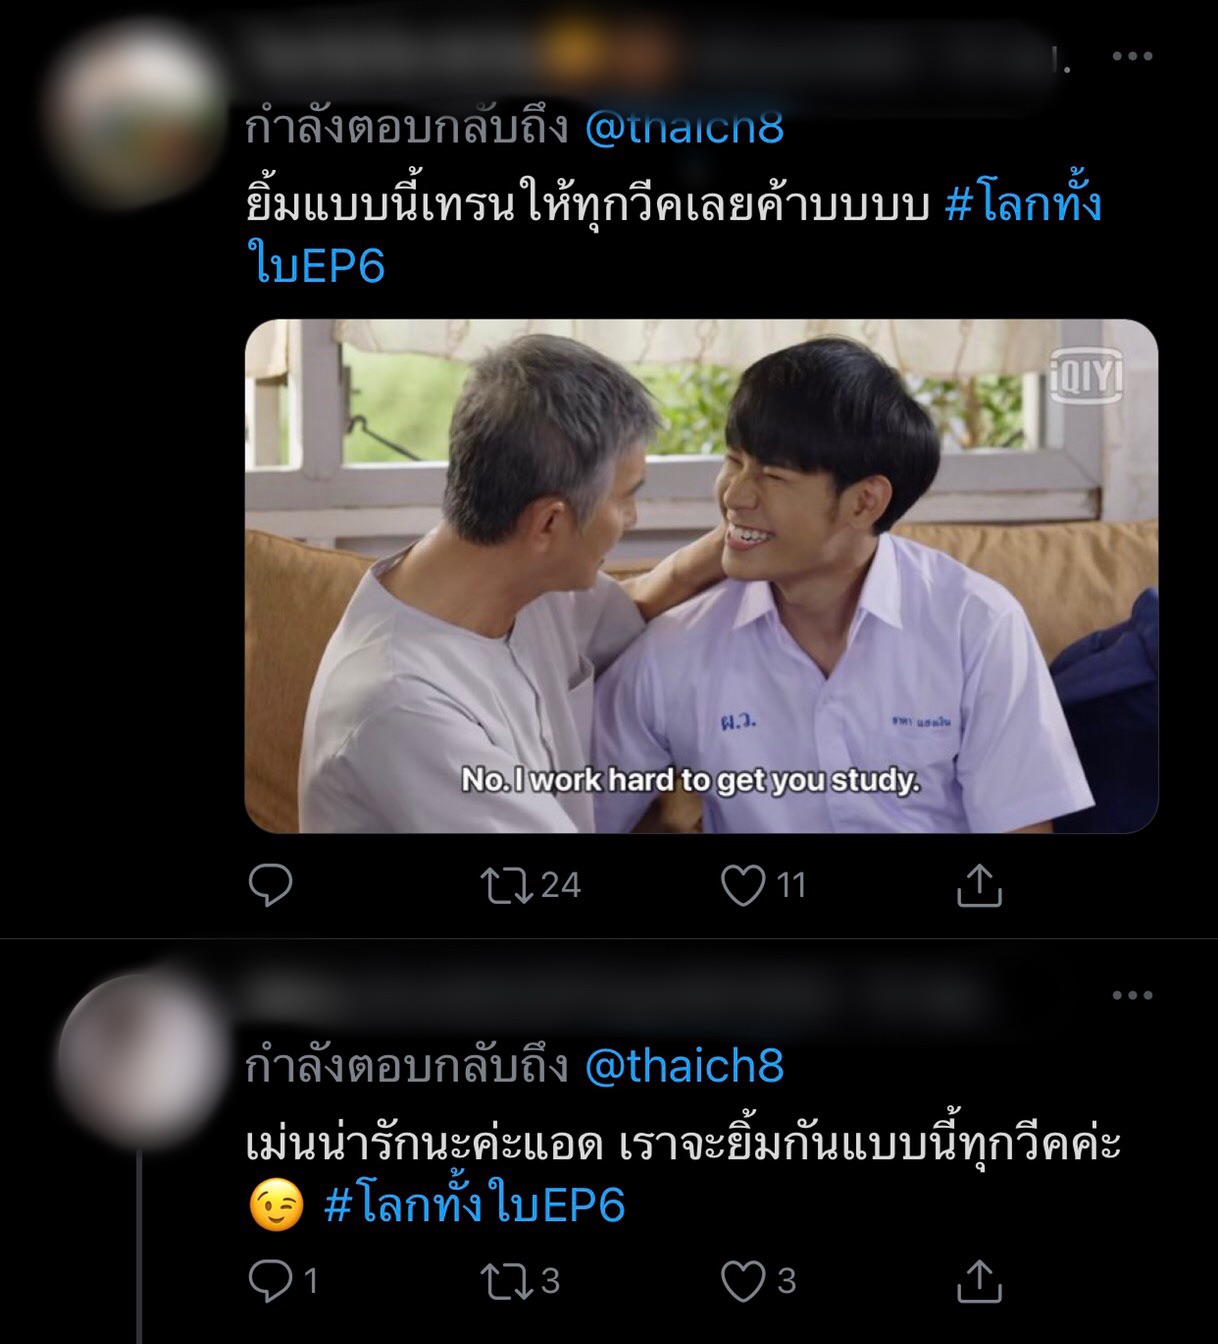 กำลังตอบกลับถึง @thaich8
ยิ้มแบบนี้เทรนให้ทุกวีคเลยค้าบบบบ #โลกทั้ง
ใบEP6
iQIYI
ผ.ว.
No. I work hard to get you study.
24
11
กำลังตอบกลับถึง @thaich8
เม่นน่ารักนะค่ะแอด เราจะยิ้มกันแบบนี้ทุกวีคค่ะ
😉 #โลกทั้งใบEP6
1
3
3